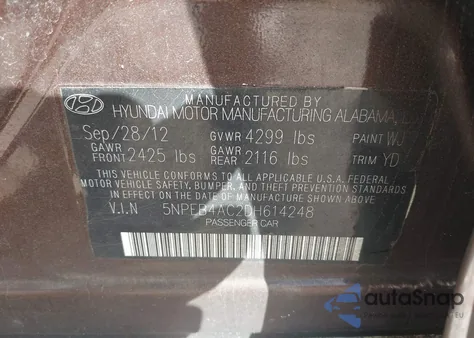 MANUFACTURED BY
HYUNDAI MOTOR MANUFACTURING ALABAMA,
Sep/28/12 GVWR 4299 lbs PAINT WJ
GAWR FRONT 2425 lbs GAWR REAR 2116 lbs TRIM YD
THIS VEHICLE CONFORMS TO ALL APPLICABLE U.S.A FEDERAL
MOTOR VEHICLE SAFETY, BUMPER, AND THEFT PREVENTION STANDARDS
IN EFFECT ON THE DATE OF MANUFACTURE SHOWN ABOVE.
V.I.N 5NPEB4AC2DH614248
PASSENGER CAR
autoSnap